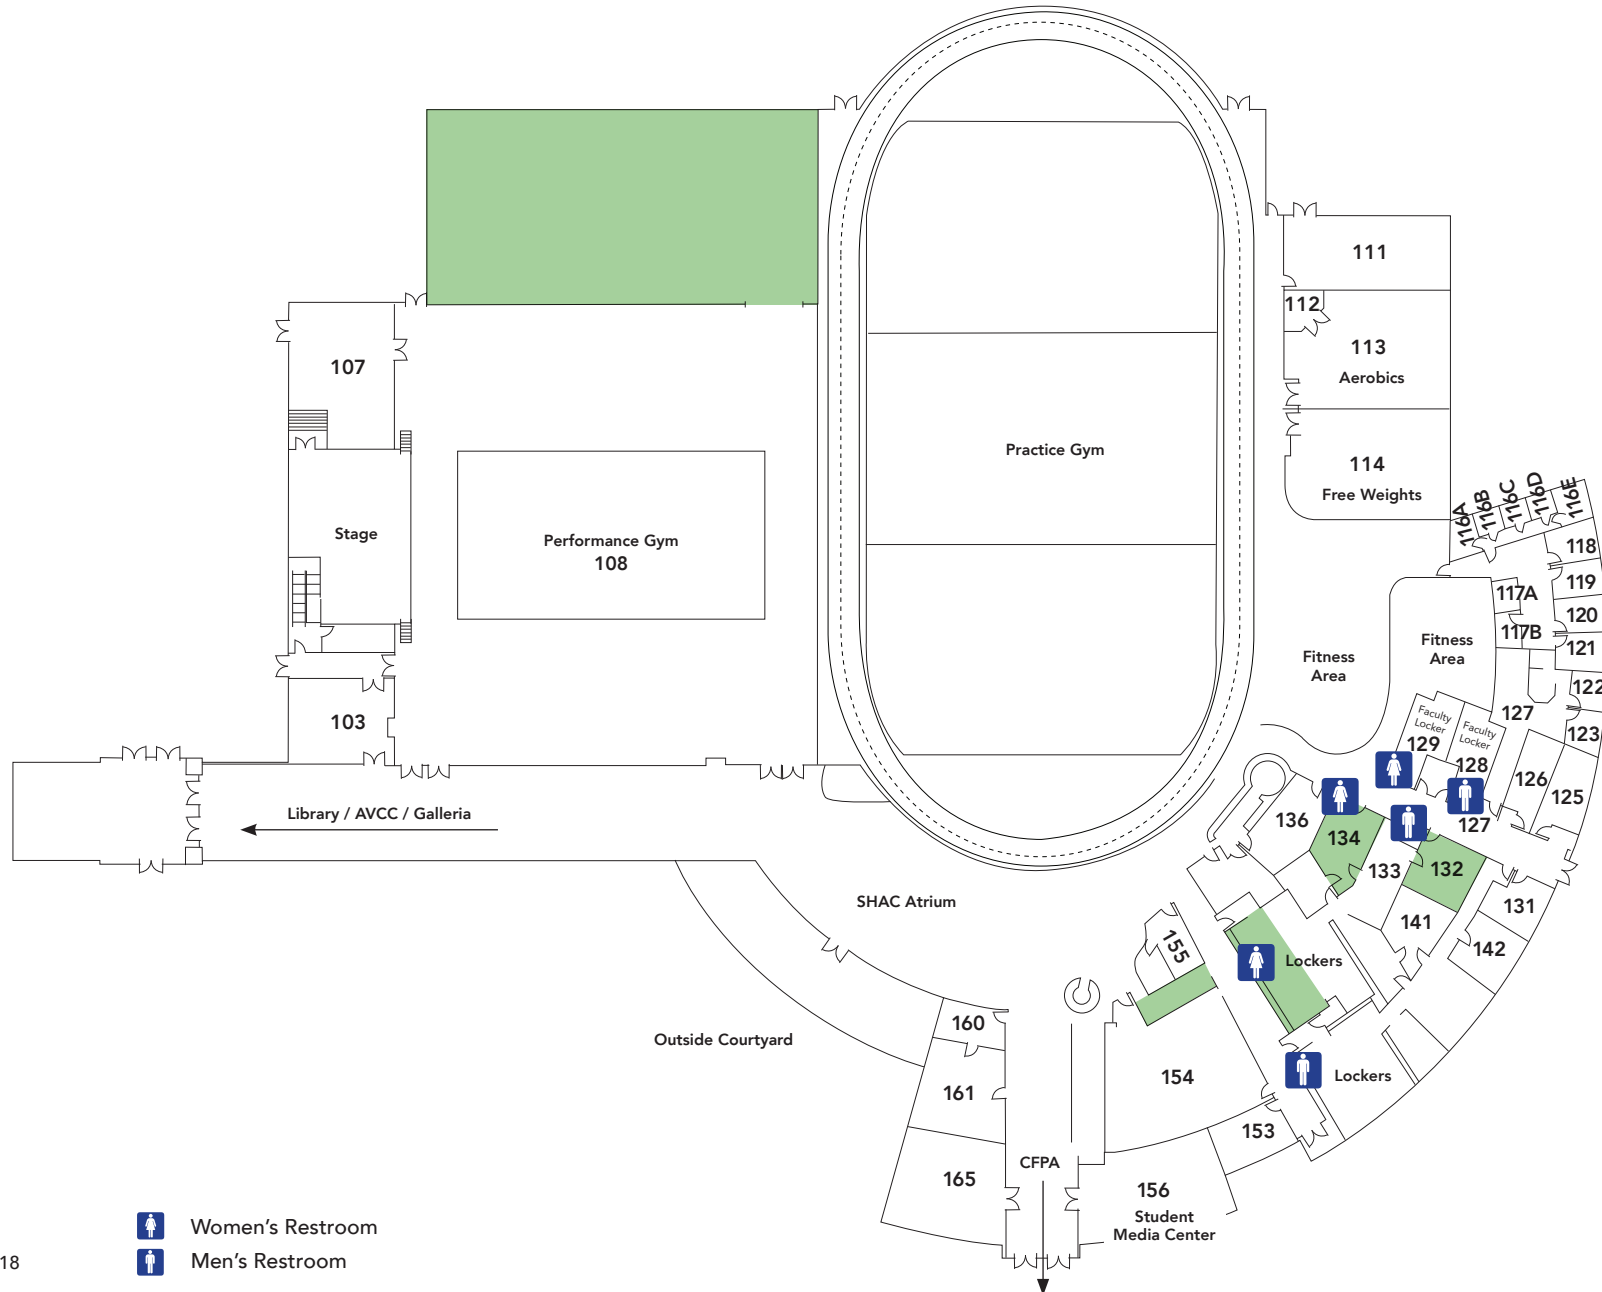 111
112
113
Aerobics
107
Practice Gym
114
Free Weights
116A
116B
116C
116D
116E
Stage
Performance Gym
108
118
119
117A
120
117B
121
Fitness
Area
Fitness
Area
122
127
123
Faculty
Locker
129
Faculty
Locker
128
126
125
103
Library / AVCC / Galleria
136
134
127
133
132
131
141
142
SHAC Atrium
155
Lockers
160
Outside Courtyard
161
154
Lockers
153
CFPA
165
156
Student
Media Center
Women's Restroom
Men's Restroom
18